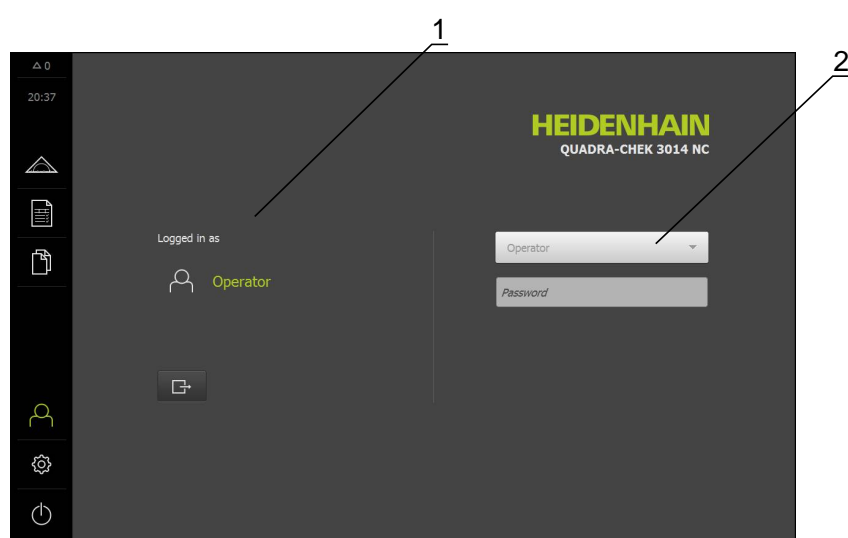 1
2
△ 0
20:37
HEIDENHAIN
QUADRA-CHEK 3014 NC
Logged in as
Operator
Operator
Password